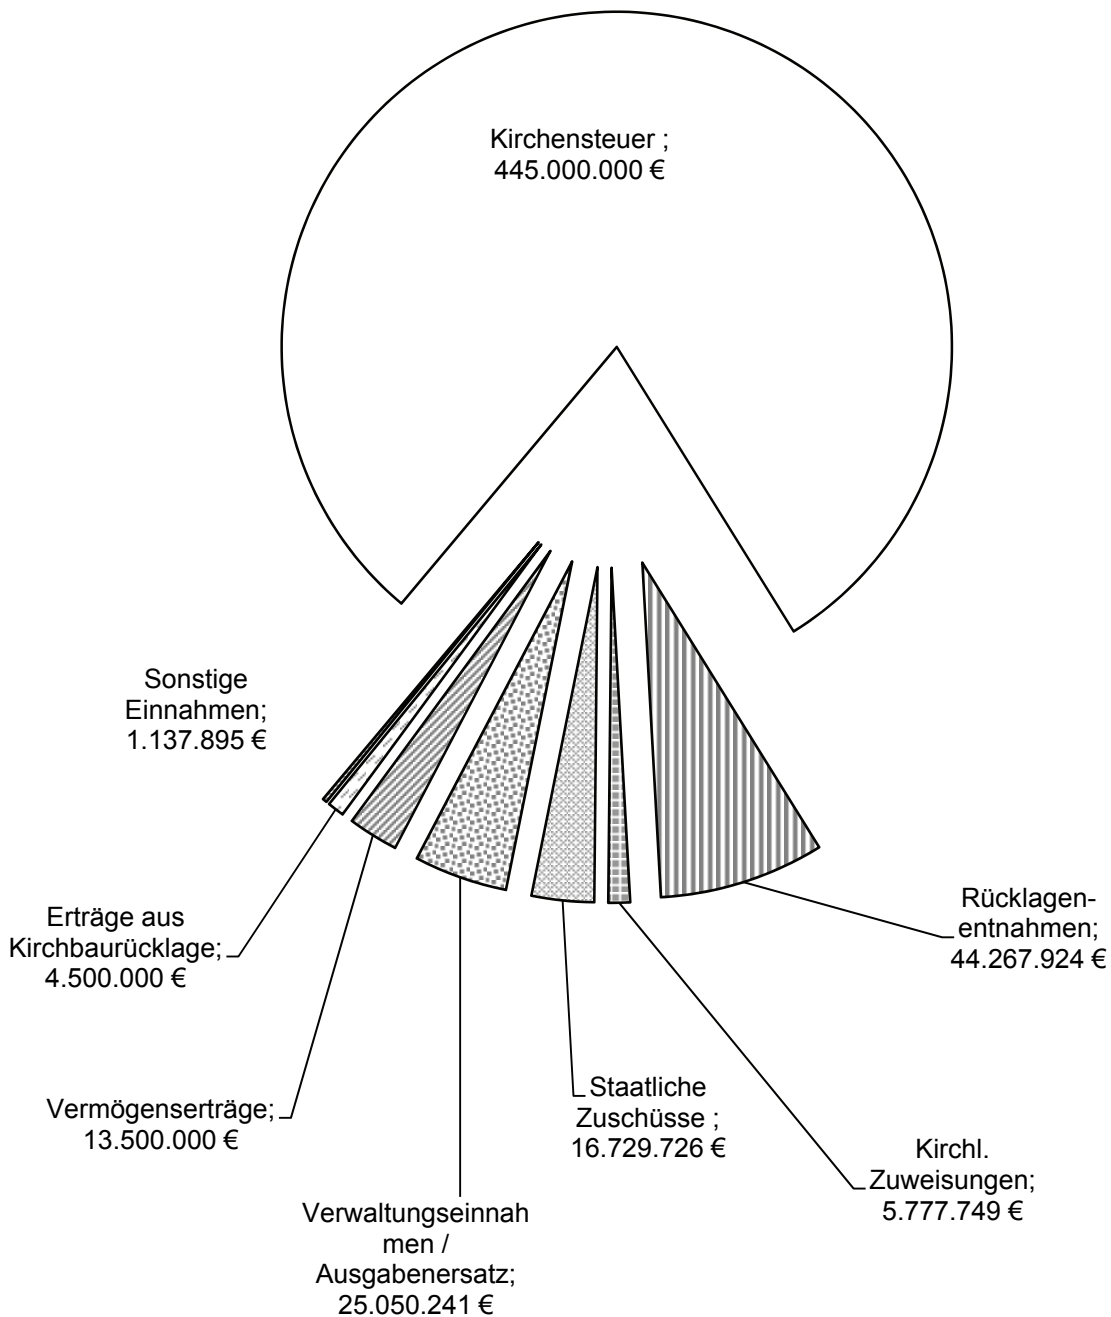 Kirchensteuer ;
445.000.000 €
Sonstige
Einnahmen;
1.137.895 €
Erträge aus
Kirchbaurücklage;
4.500.000 €
Vermögenserträge;
13.500.000 €
Verwaltungseinnah
men /
Ausgabenersatz;
25.050.241 €
Staatliche
Zuschüsse ;
16.729.726 €
Kirchl.
Zuweisungen;
5.777.749 €
Rücklagen-
entnahmen;
44.267.924 €